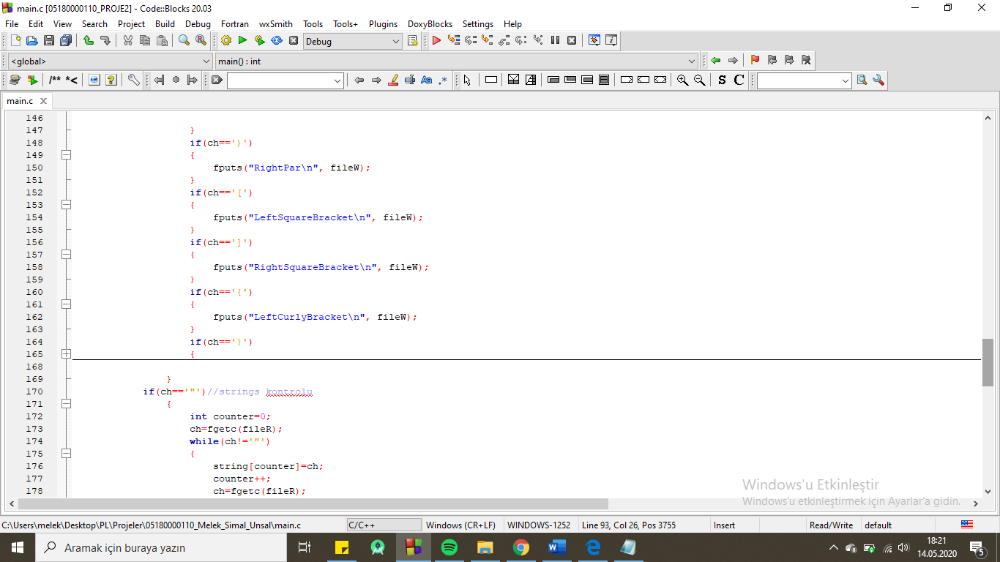 main.c [05180000110_PROJE2] - Code::Blocks 20.03
File Edit View Search Project Build Debug Fortran wxSmith Tools Tools+ Plugins DoxyBlocks Settings Help
Debug
<global> main() : int
/** *< Aa .* S C
main.c
146
147 }
148 if(ch==')')
149 {
150 fputs("RightPar\n", fileW);
151 }
152 if(ch=='[')
153 {
154 fputs("LeftSquareBracket\n", fileW);
155 }
156 if(ch==']')
157 {
158 fputs("RightSquareBracket\n", fileW);
159 }
160 if(ch=='{')
161 {
162 fputs("LeftCurlyBracket\n", fileW);
163 }
164 if(ch=='}')
165 {
168
169 }
170 if(ch=='"')//strings kontrolu
171 {
172 int counter=0;
173 ch=fgetc(fileR);
174 while(ch!='"')
175 {
176 string[counter]=ch;
177 counter++;
178 ch=fgetc(fileR);
Windows'u Etkinleştir
Windows'u etkinleştirmek için Ayarlar'a gidin.
C:\Users\melek\Desktop\PL\Projeler\05180000110_Melek_Simal_Unsal\main.c C/C++ Windows (CR+LF) WINDOWS-1252 Line 93, Col 26, Pos 3755 Insert Read/Write default
Aramak için buraya yazın
18:21
14.05.2020
5